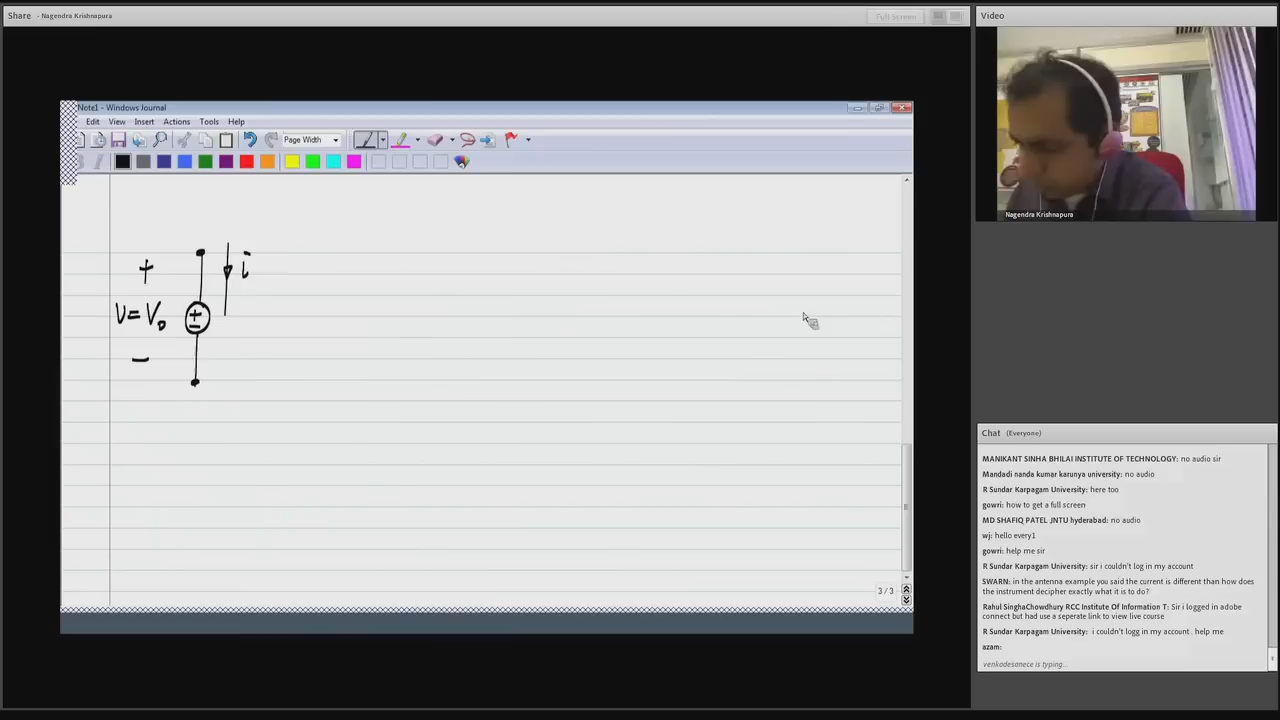 Share - Nagendra Krishnapura
Full Screen
Video
Note1 - Windows Journal
Edit View Insert Actions Tools Help
Page Width
Nagendra Krishnapura
+
i
v = V₀
+
−
−
3 / 3
Chat (Everyone)
MANIKANT SINHA BHILAI INSTITUTE OF TECHNOLOGY: no audio sir
Mandadi nanda kumar karunya university: no audio
R Sundar Karpagam University: here too
gowri: how to get a full screen
MD SHAFIQ PATEL JNTU hyderabad: no audio
wj: hello every1
gowri: help me sir
R Sundar Karpagam University: sir i couldn't log in my account
SWARN: in the antenna example you said the current is different than how does
the instrument decipher exactly what it is to do?
Rahul SinghaChowdhury RCC Institute Of Information T: Sir i logged in adobe
connect but had use a seperate link to view live course
R Sundar Karpagam University: i couldn't logg in my account . help me
azam:
venkadesanece is typing...